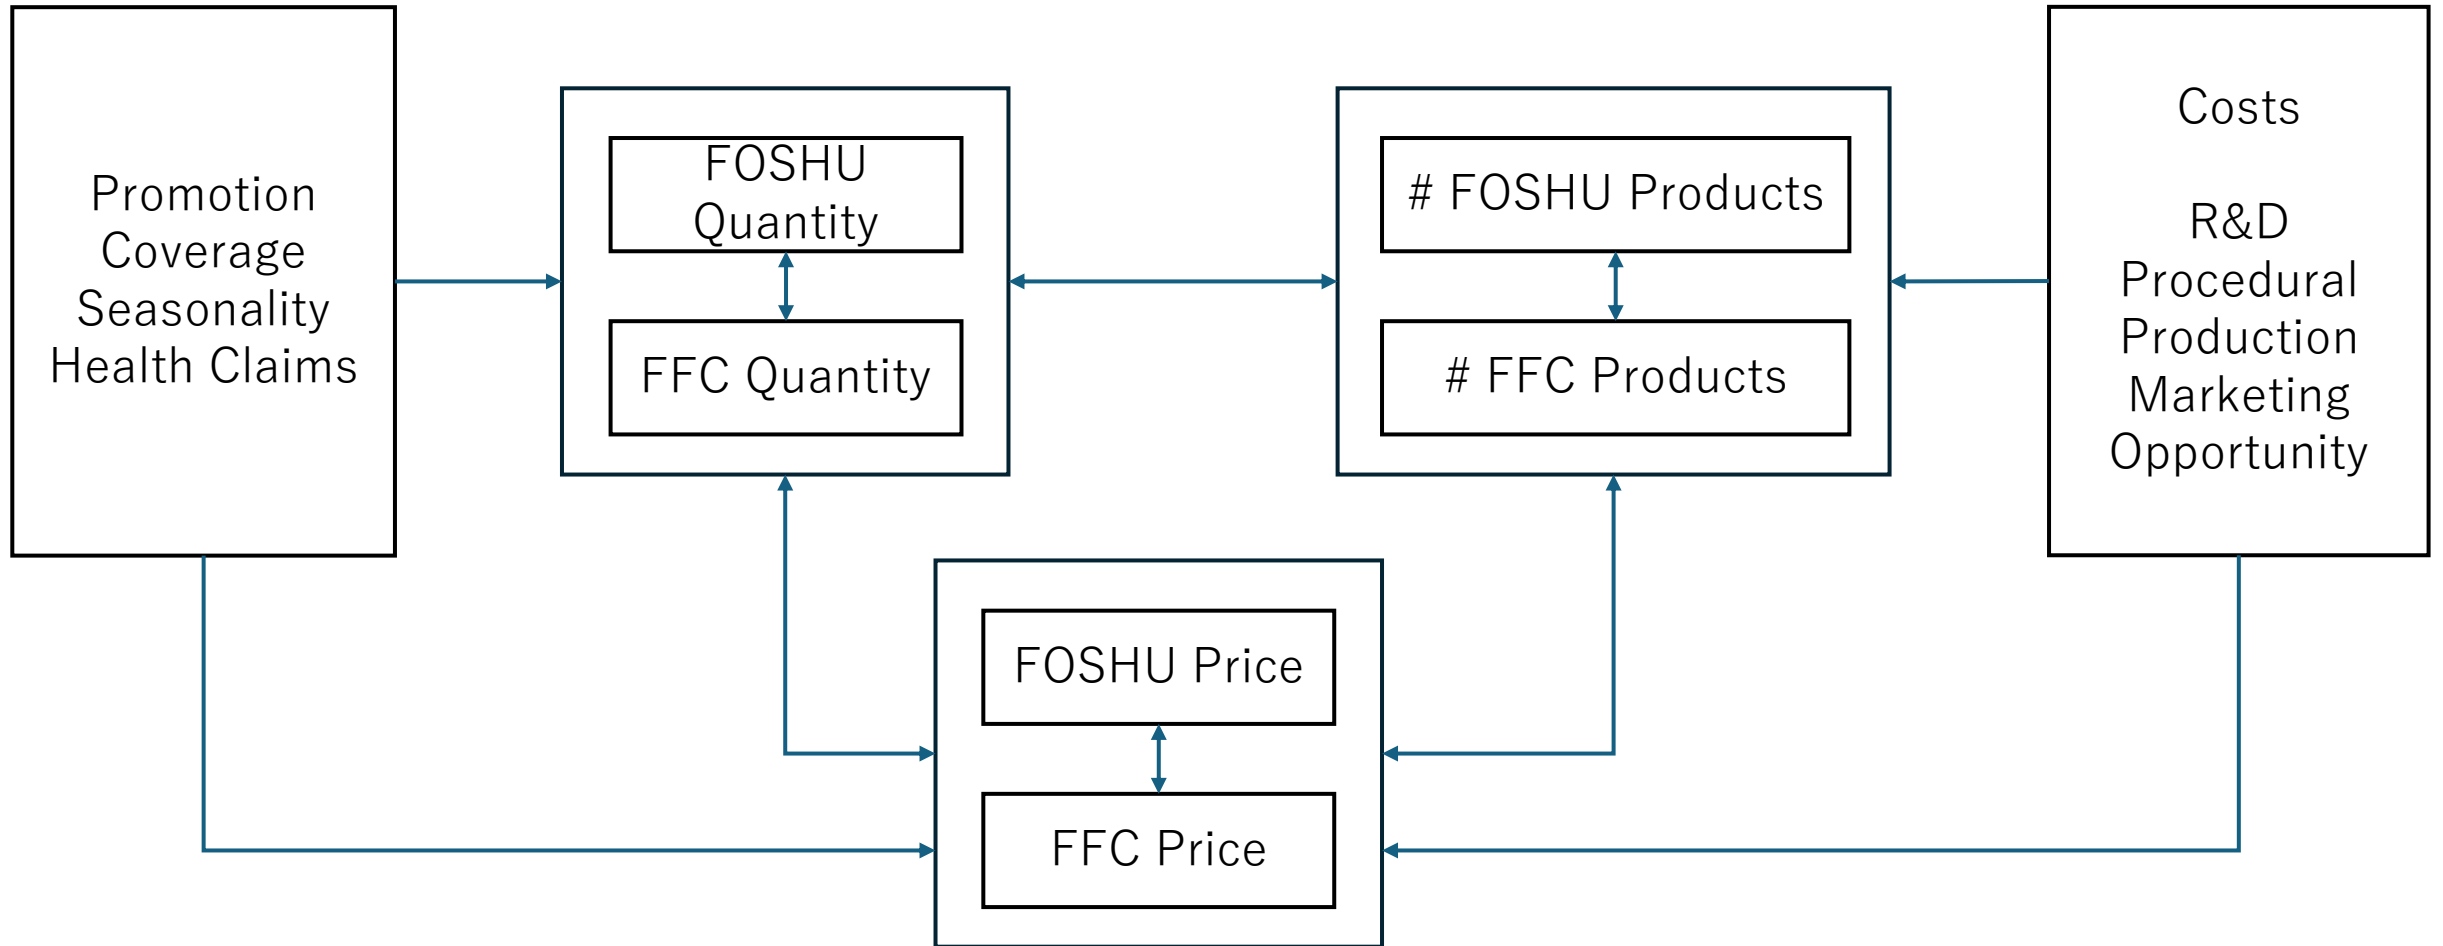 Promotion
Coverage
Seasonality
Health Claims
FOSHU
Quantity
FFC Quantity
# FOSHU Products
# FFC Products
Costs
R&D
Procedural
Production
Marketing
Opportunity
FOSHU Price
FFC Price